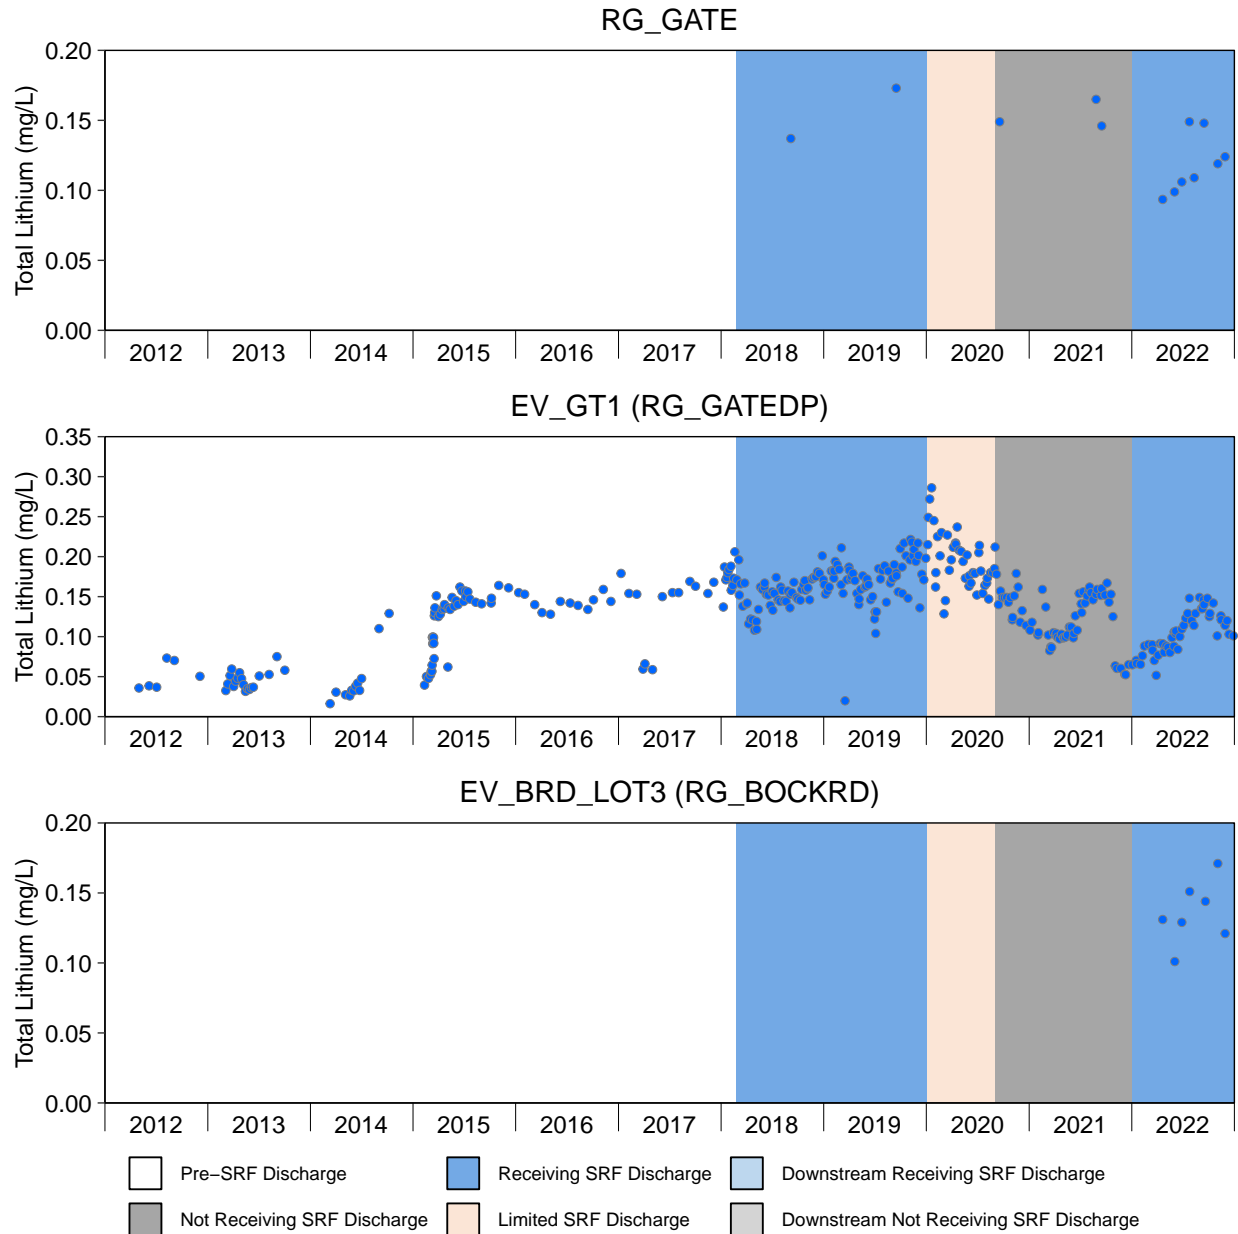 RG_GATE
Total Lithium (mg/L)
0.20
0.15
0.10
0.05
0.00
2012 2013 2014 2015 2016 2017 2018 2019 2020 2021 2022
EV_GT1 (RG_GATEDP)
Total Lithium (mg/L)
0.35
0.30
0.25
0.20
0.15
0.10
0.05
0.00
2012 2013 2014 2015 2016 2017 2018 2019 2020 2021 2022
EV_BRD_LOT3 (RG_BOCKRD)
Total Lithium (mg/L)
0.20
0.15
0.10
0.05
0.00
2012 2013 2014 2015 2016 2017 2018 2019 2020 2021 2022
Pre−SRF Discharge Receiving SRF Discharge Downstream Receiving SRF Discharge
Not Receiving SRF Discharge Limited SRF Discharge Downstream Not Receiving SRF Discharge